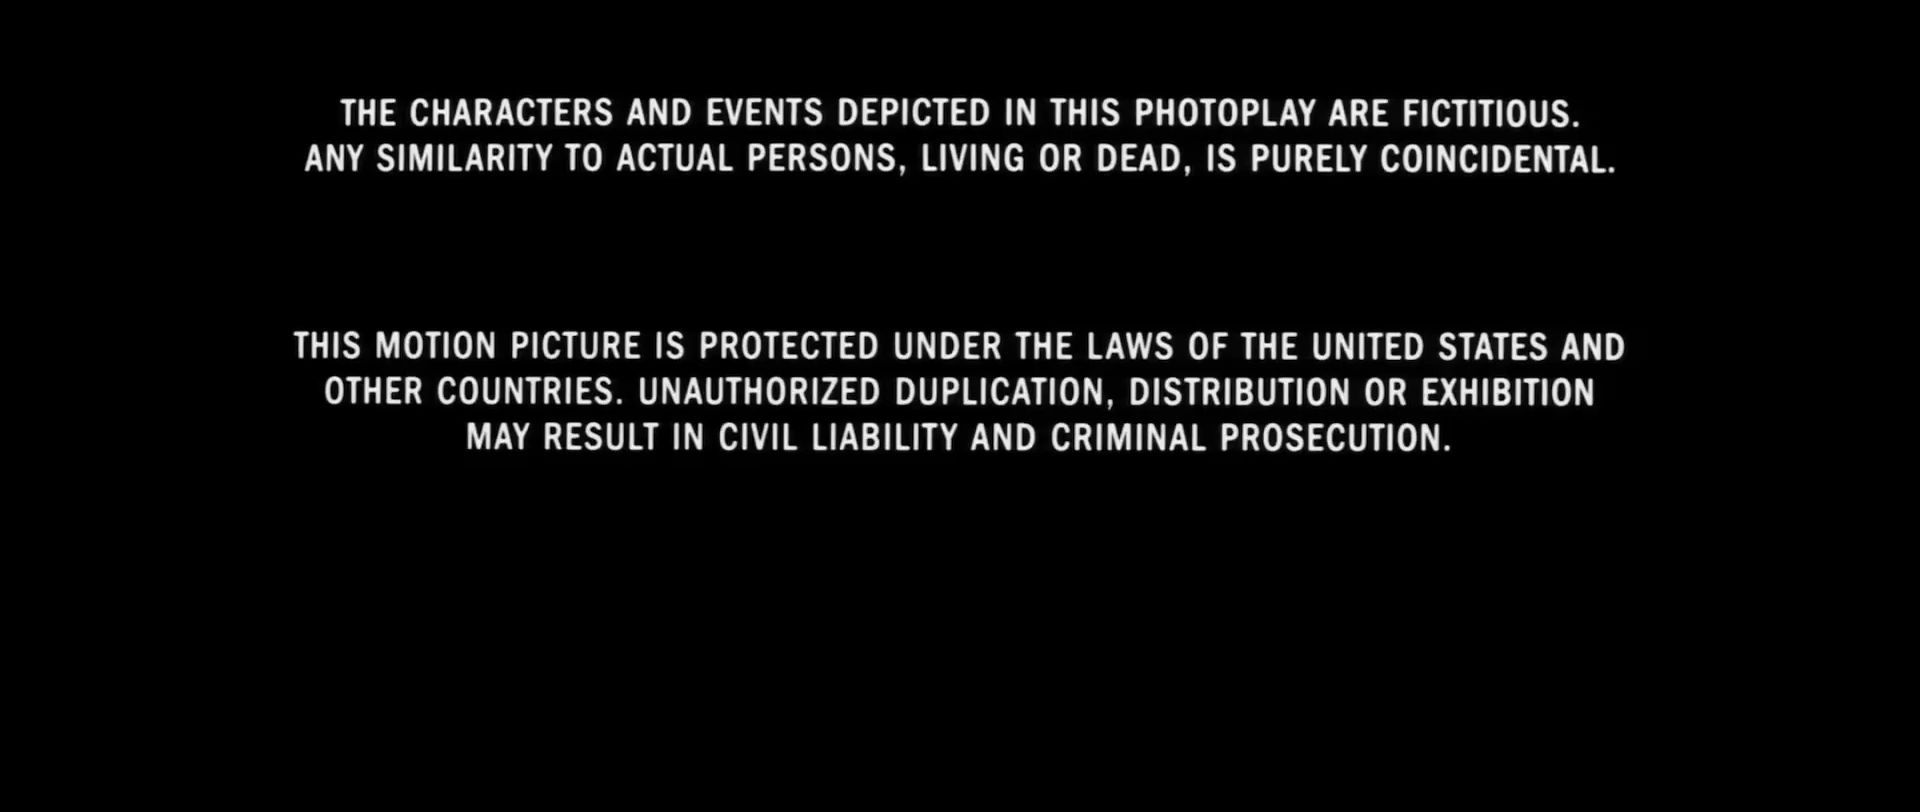 THE CHARACTERS AND EVENTS DEPICTED IN THIS PHOTOPLAY ARE FICTITIOUS.
ANY SIMILARITY TO ACTUAL PERSONS, LIVING OR DEAD, IS PURELY COINCIDENTAL.
THIS MOTION PICTURE IS PROTECTED UNDER THE LAWS OF THE UNITED STATES AND
OTHER COUNTRIES. UNAUTHORIZED DUPLICATION, DISTRIBUTION OR EXHIBITION
MAY RESULT IN CIVIL LIABILITY AND CRIMINAL PROSECUTION.